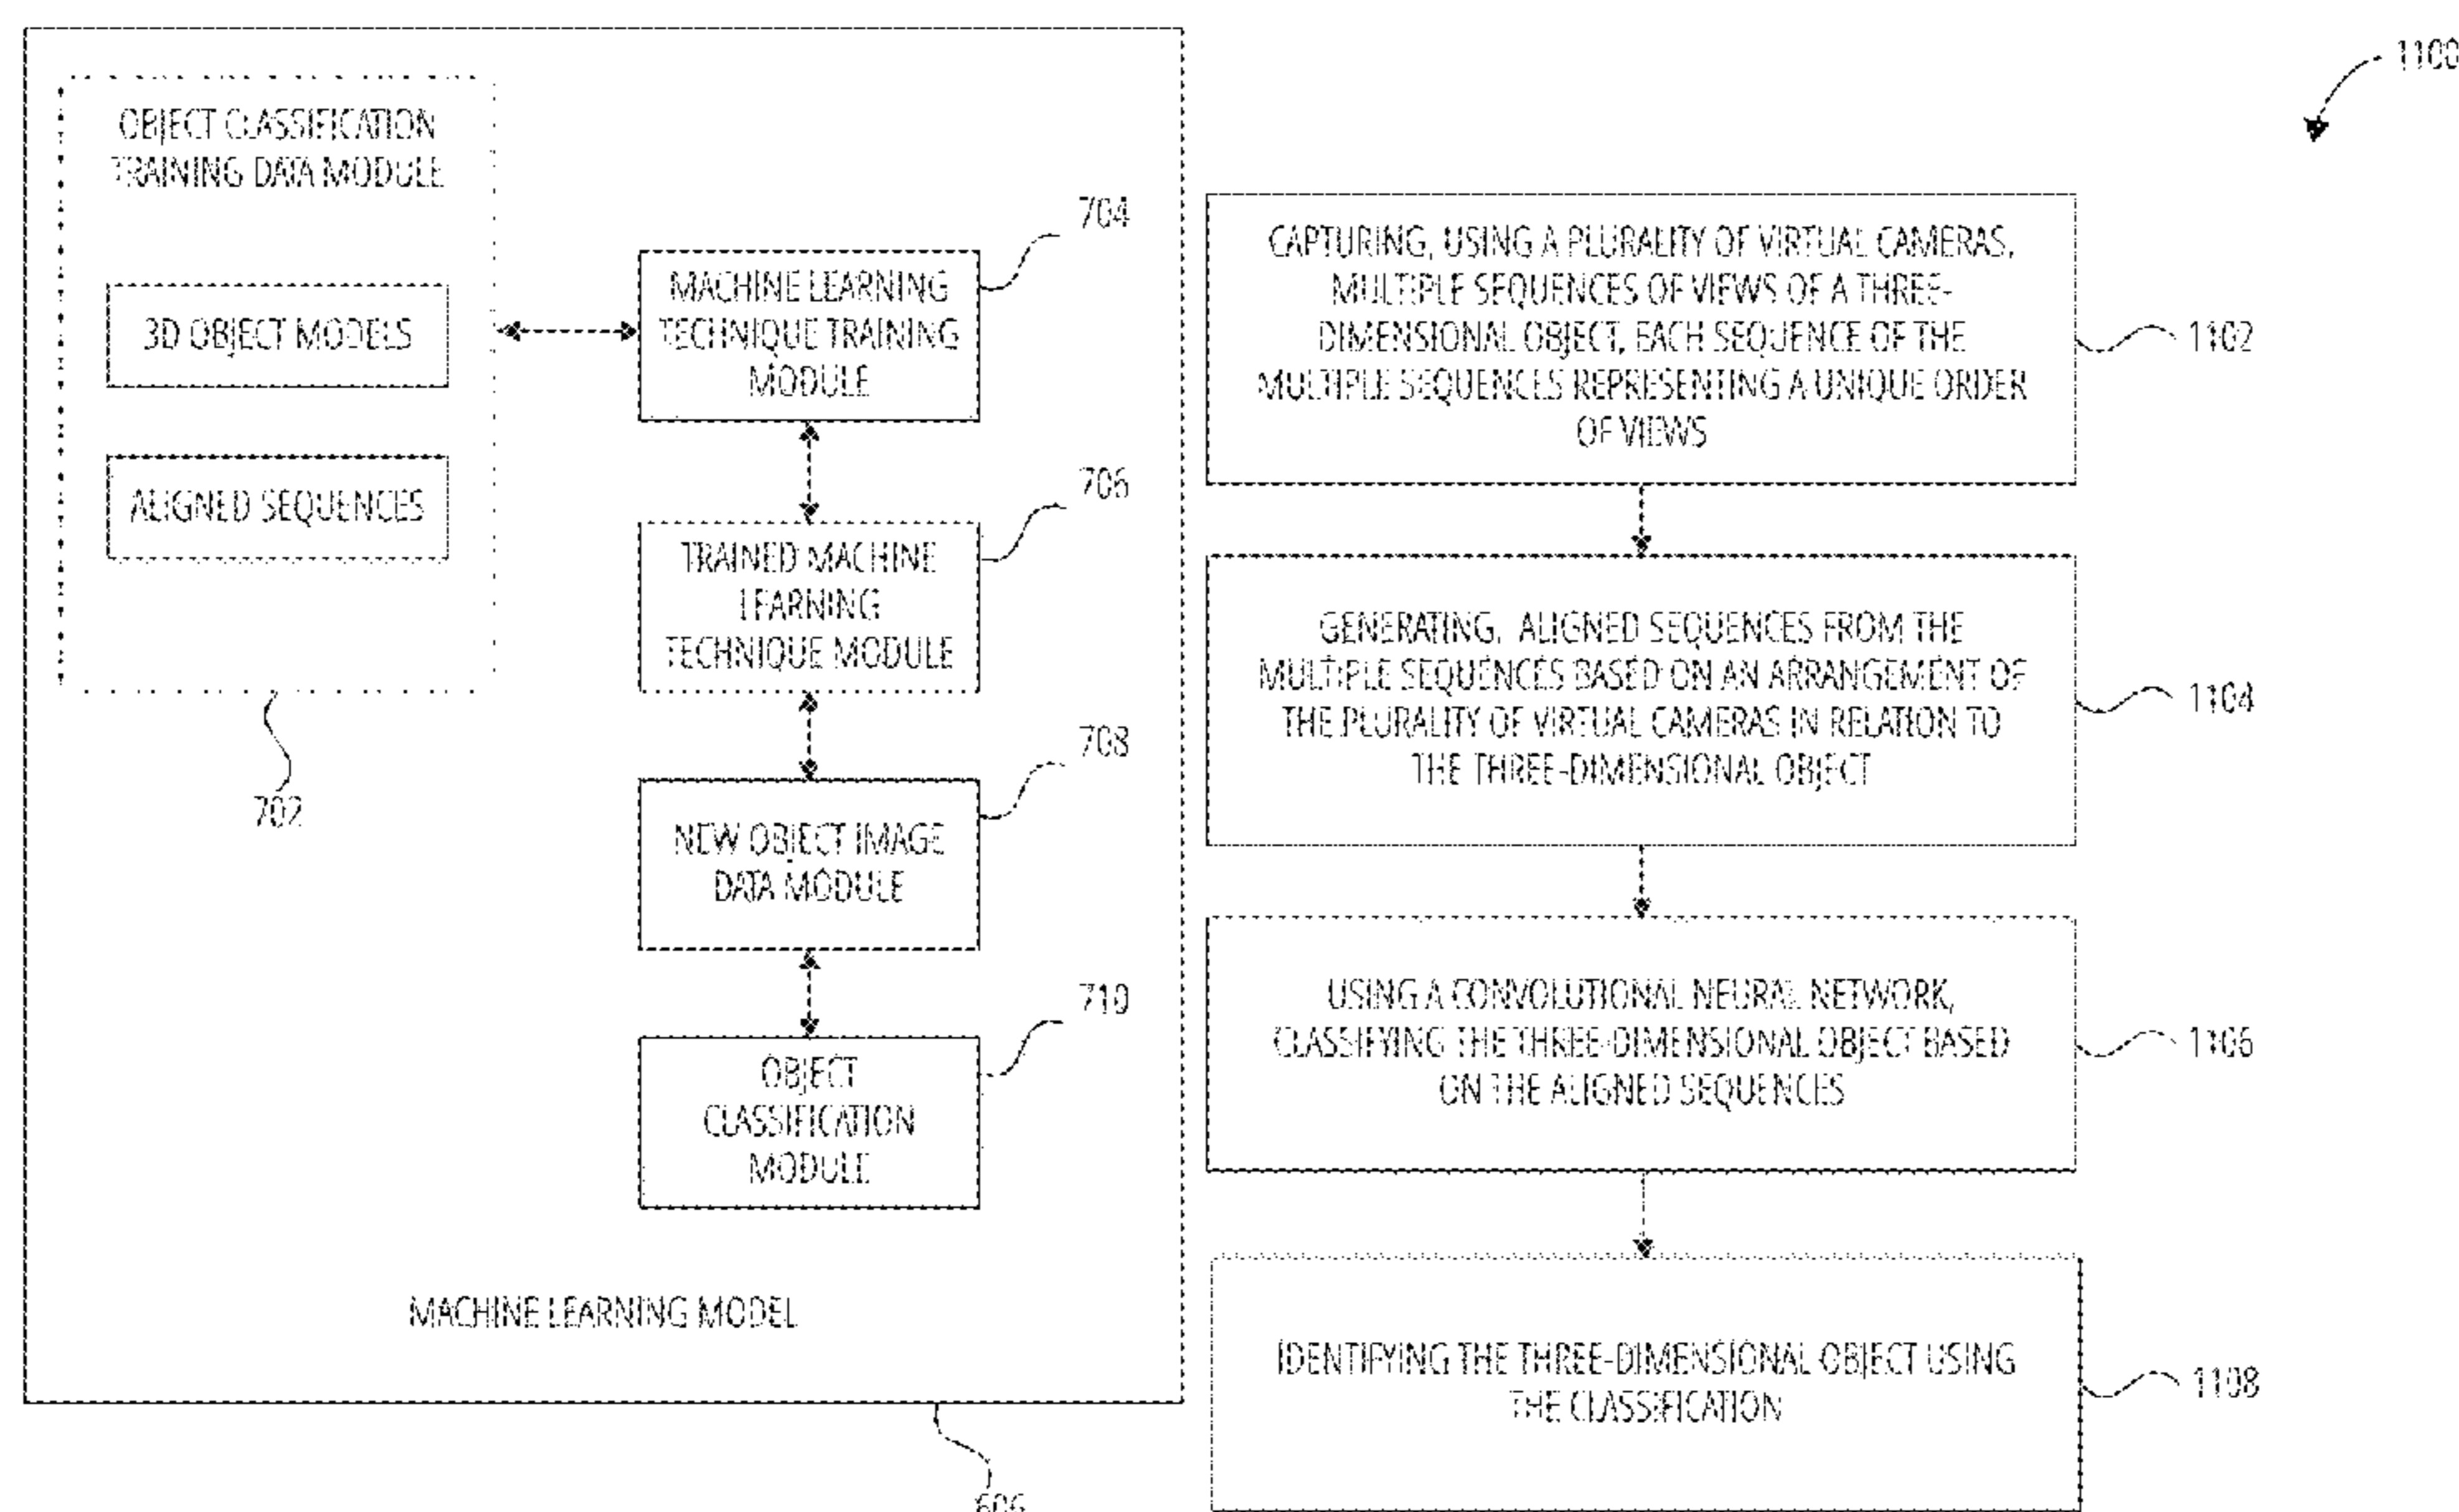 OBJECT CLASSIFICATION
TRAINING DATA MODULE
3D OBJECT MODELS
ALIGNED SEQUENCES
702
704
MACHINE LEARNING
TECHNIQUE TRAINING
MODULE
706
TRAINED MACHINE
LEARNING
TECHNIQUE MODULE
708
NEW OBJECT IMAGE
DATA MODULE
710
OBJECT
CLASSIFICATION
MODULE
MACHINE LEARNING MODEL
606
1100
CAPTURING, USING A PLURALITY OF VIRTUAL CAMERAS,
MULTIPLE SEQUENCES OF VIEWS OF A THREE-
DIMENSIONAL OBJECT, EACH SEQUENCE OF THE
MULTIPLE SEQUENCES REPRESENTING A UNIQUE ORDER
OF VIEWS
1102
GENERATING, ALIGNED SEQUENCES FROM THE
MULTIPLE SEQUENCES BASED ON AN ARRANGEMENT OF
THE PLURALITY OF VIRTUAL CAMERAS IN RELATION TO
THE THREE-DIMENSIONAL OBJECT
1104
USING A CONVOLUTIONAL NEURAL NETWORK,
CLASSIFYING THE THREE-DIMENSIONAL OBJECT BASED
ON THE ALIGNED SEQUENCES
1106
IDENTIFYING THE THREE-DIMENSIONAL OBJECT USING
THE CLASSIFICATION
1108